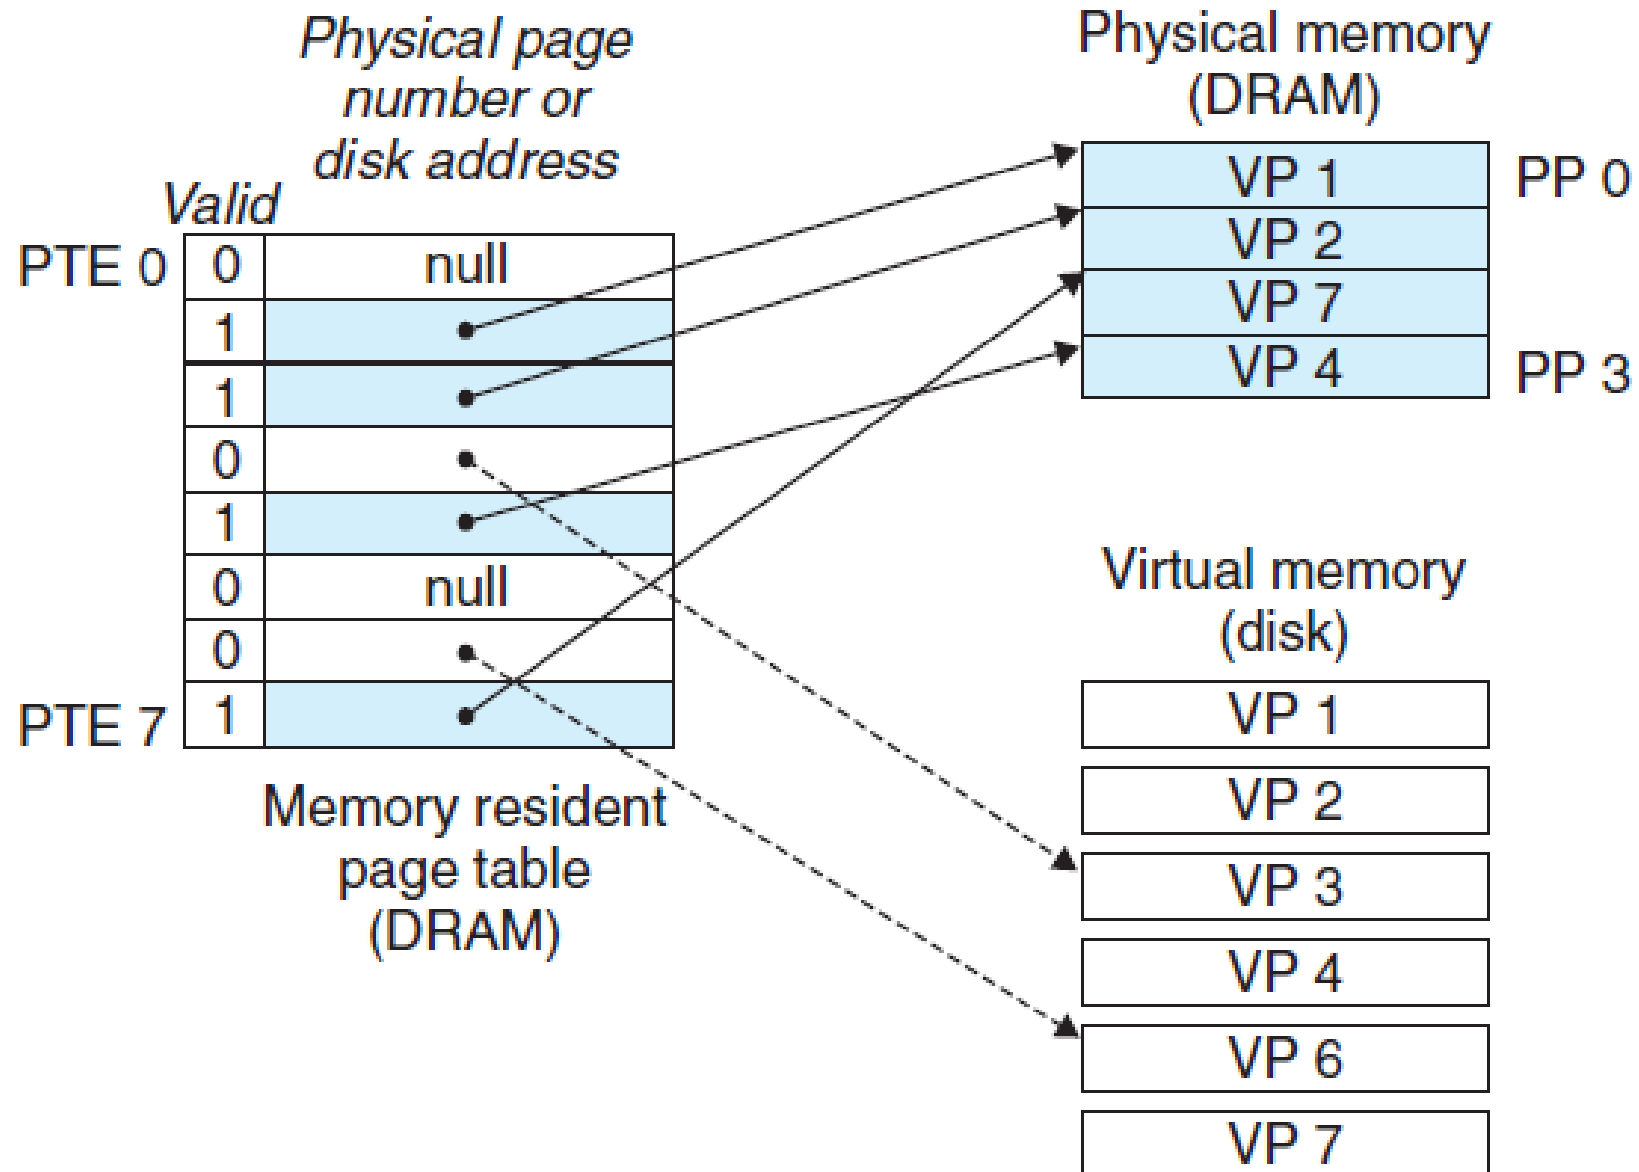 Physical page
number or
disk address
Valid
PTE 0
0
null
1
1
0
1
0
null
0
PTE 7
1
Memory resident
page table
(DRAM)
Physical memory
(DRAM)
VP 1
PP 0
VP 2
VP 7
VP 4
PP 3
Virtual memory
(disk)
VP 1
VP 2
VP 3
VP 4
VP 6
VP 7